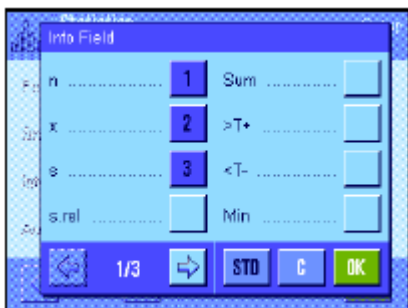 Info Field
n .................. 1 Sum ..............
x .................. 2 >T+ ..............
s .................. 3 <T- ..............
s.rel .............. Min ..............
1/3 STD C OK